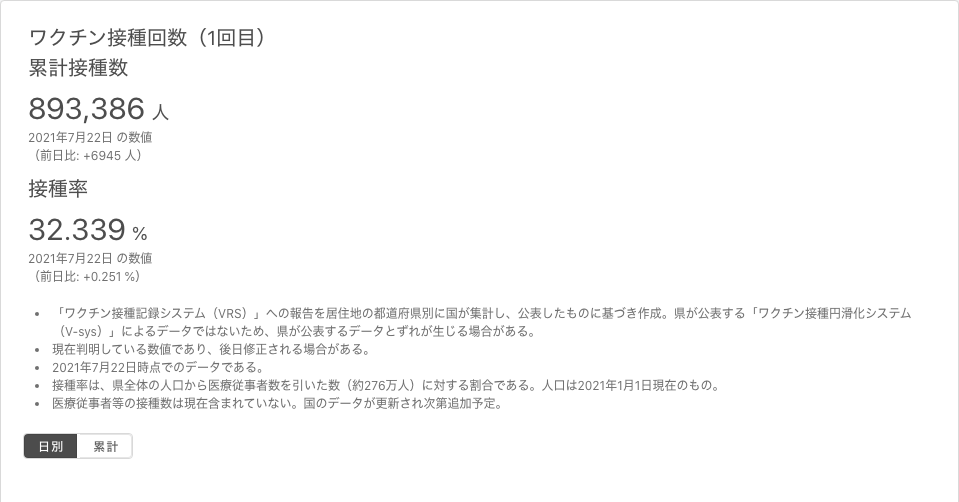 ワクチン接種回数（1回目）
累計接種数
893,386 人
2021年7月22日 の数値
（前日比: +6945 人）
接種率
32.339 %
2021年7月22日 の数値
（前日比: +0.251 %）
• 「ワクチン接種記録システム（VRS）」への報告を居住地の都道府県別に国が集計し、公表したものに基づき作成。県が公表する「ワクチン接種円滑化システム
（V-sys）」によるデータではないため、県が公表するデータとずれが生じる場合がある。
• 現在判明している数値であり、後日修正される場合がある。
• 2021年7月22日時点でのデータである。
• 接種率は、県全体の人口から医療従事者数を引いた数（約276万人）に対する割合である。人口は2021年1月1日現在のもの。
• 医療従事者等の接種数は現在含まれていない。国のデータが更新され次第追加予定。
日別 累計